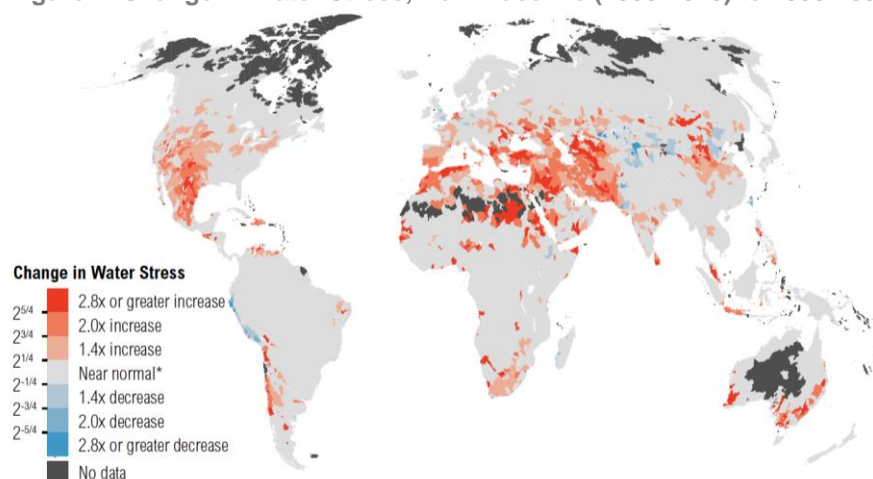 Change in Water Stress
2.8x or greater increase
2^5/4
2.0x increase
2^3/4
1.4x increase
2^1/4
Near normal*
2^-1/4
1.4x decrease
2^-3/4
2.0x decrease
2^-5/4
2.8x or greater decrease
No data